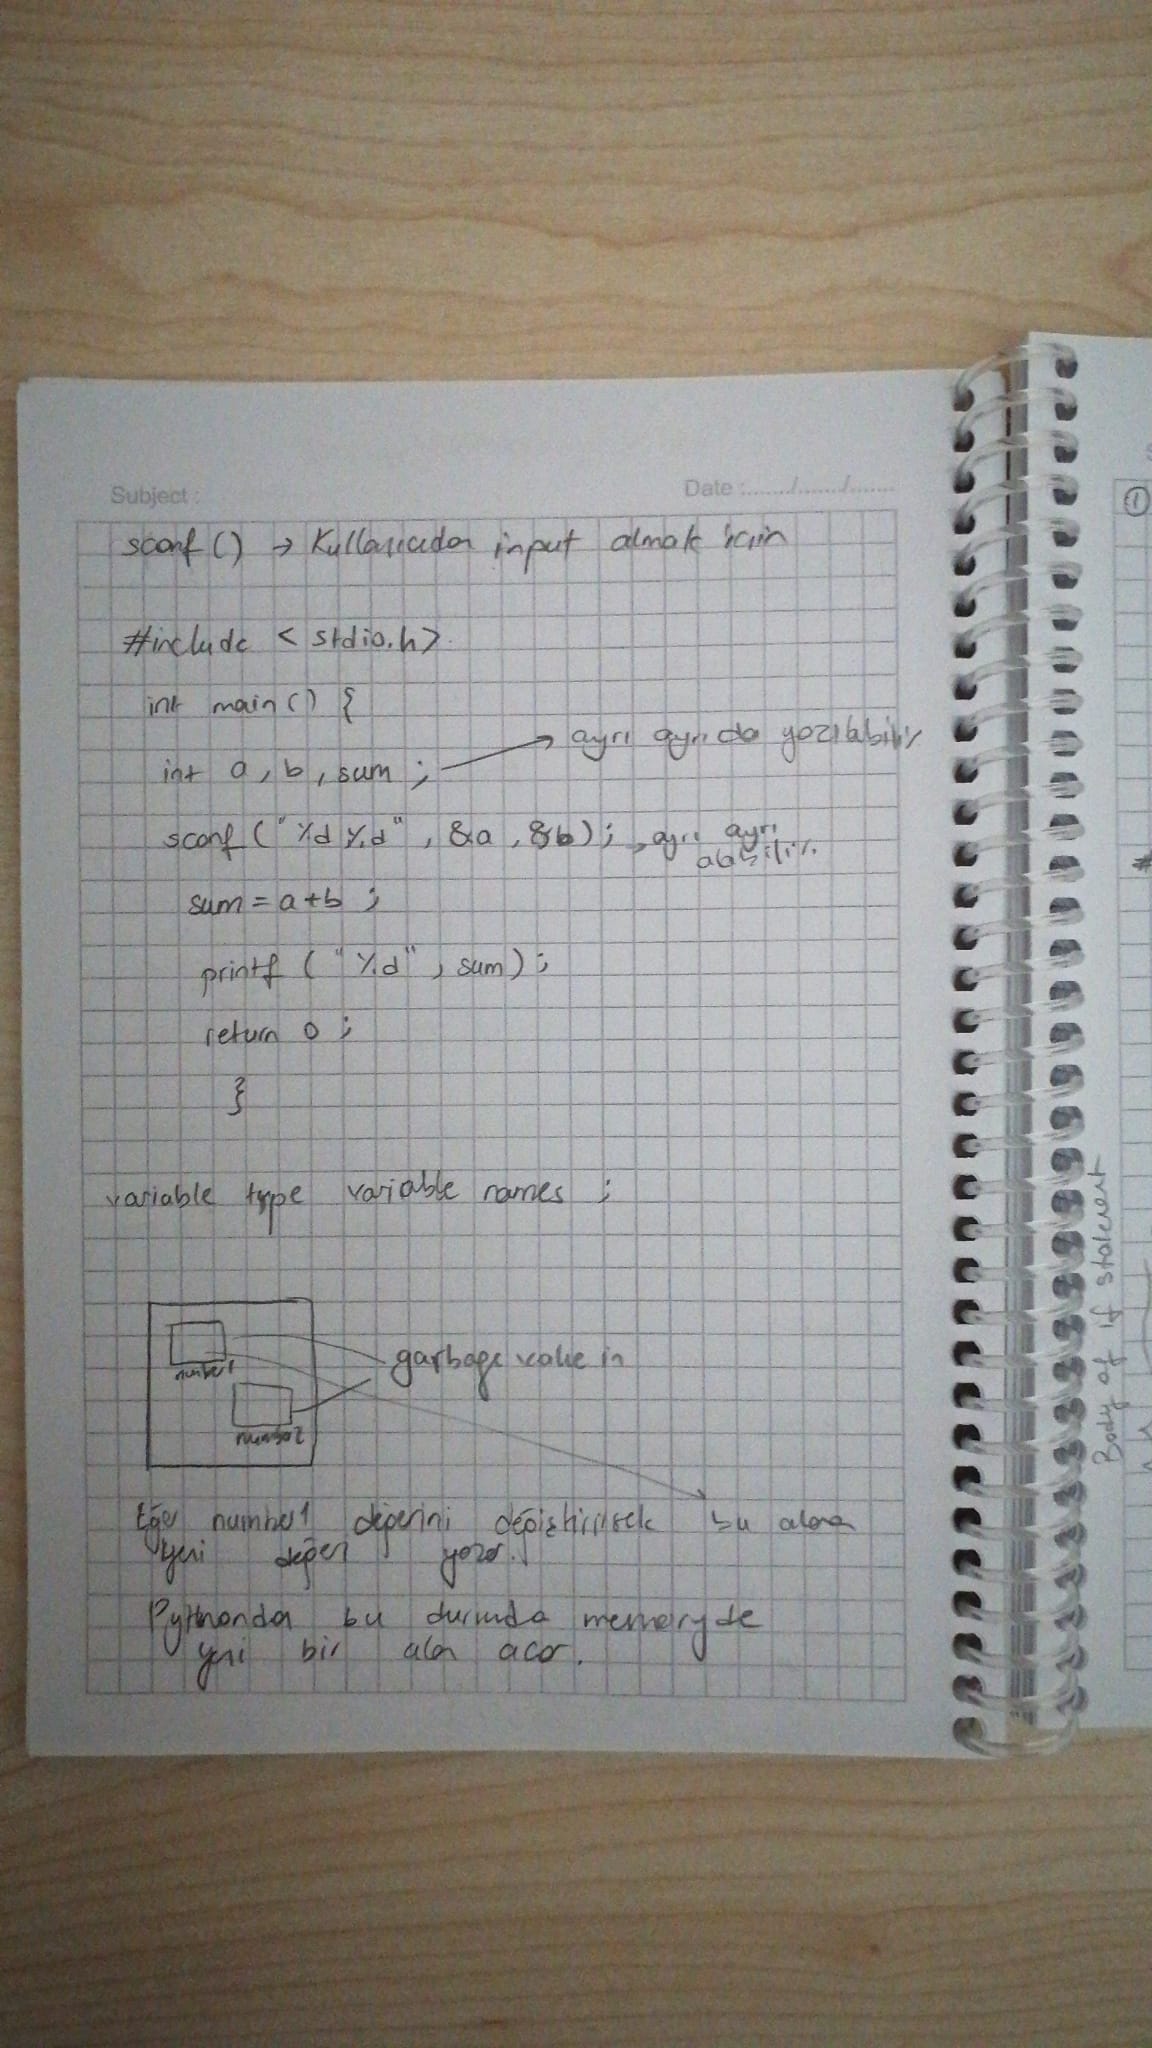 Subject :
Date :......./......./.......
scanf() → Kullanıcıdan input almak için
#include <stdio.h>
int main() {
int a, b, sum ; → ayrı ayrı da yazılabilir
scanf("%d %d", &a, &b); , ayrı ayrı
alabilir.
sum = a+b ;
printf ("%d", sum);
return 0 ;
}
variable type variable names ;
number1
garbage value in
number2
Eğer number1 değerini değiştirirsek bu alana
yeni değeri yazar.
Pythonda bu durumda memoryde
yeni bir alan açar.
1
Body of if statement